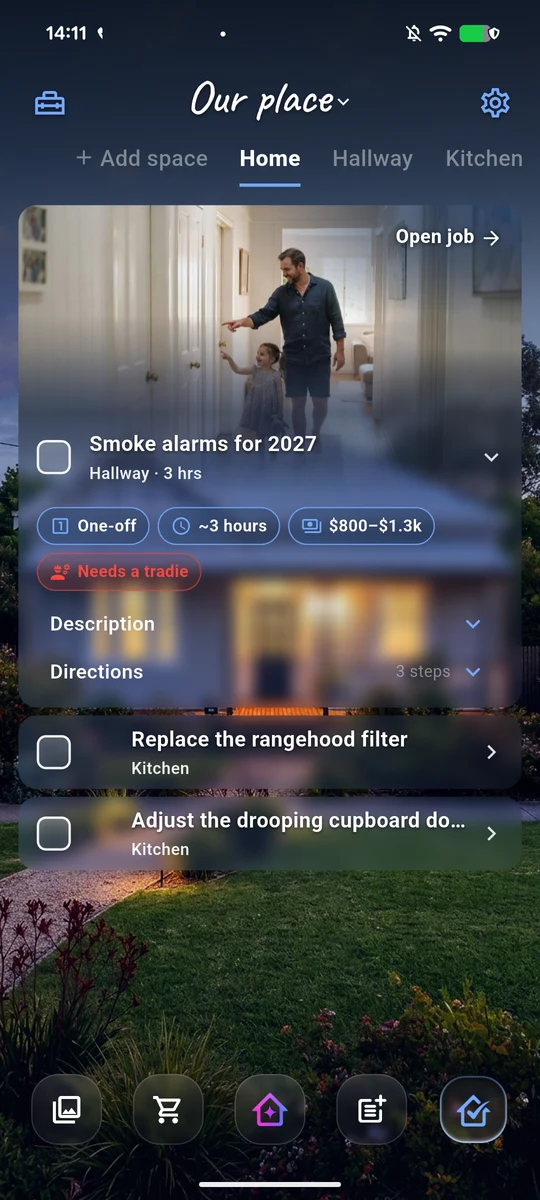 14:11
Our place
+ Add space
Home
Hallway
Kitchen
Open job →
Smoke alarms for 2027
Hallway · 3 hrs
1 One-off
~3 hours
$800–$1.3k
Needs a tradie
Description
Directions
3 steps
Replace the rangehood filter
Kitchen
Adjust the drooping cupboard do...
Kitchen